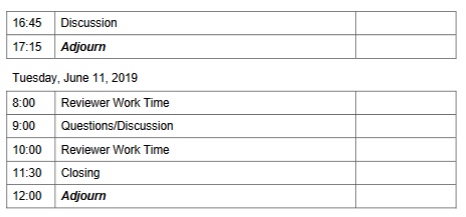 16:45 Discussion
17:15 Adjourn
Tuesday, June 11, 2019
8:00 Reviewer Work Time
9:00 Questions/Discussion
10:00 Reviewer Work Time
11:30 Closing
12:00 Adjourn